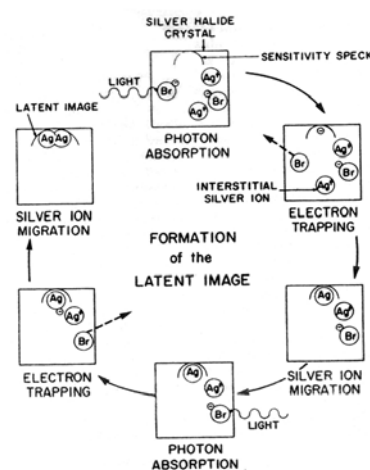 SILVER HALIDE
CRYSTAL
SENSITIVITY SPECK
LIGHT
Br
Ag+
Br
Ag+
PHOTON
ABSORPTION
LATENT IMAGE
AgAg
SILVER ION
MIGRATION
Ag+
Br
Br
Ag+
INTERSTITIAL
SILVER ION
ELECTRON
TRAPPING
FORMATION
of the
LATENT IMAGE
Ag
Ag+
Br
ELECTRON
TRAPPING
Ag
Ag+
Br
SILVER ION
MIGRATION
Ag
Ag+
Br
LIGHT
PHOTON
ABSORPTION